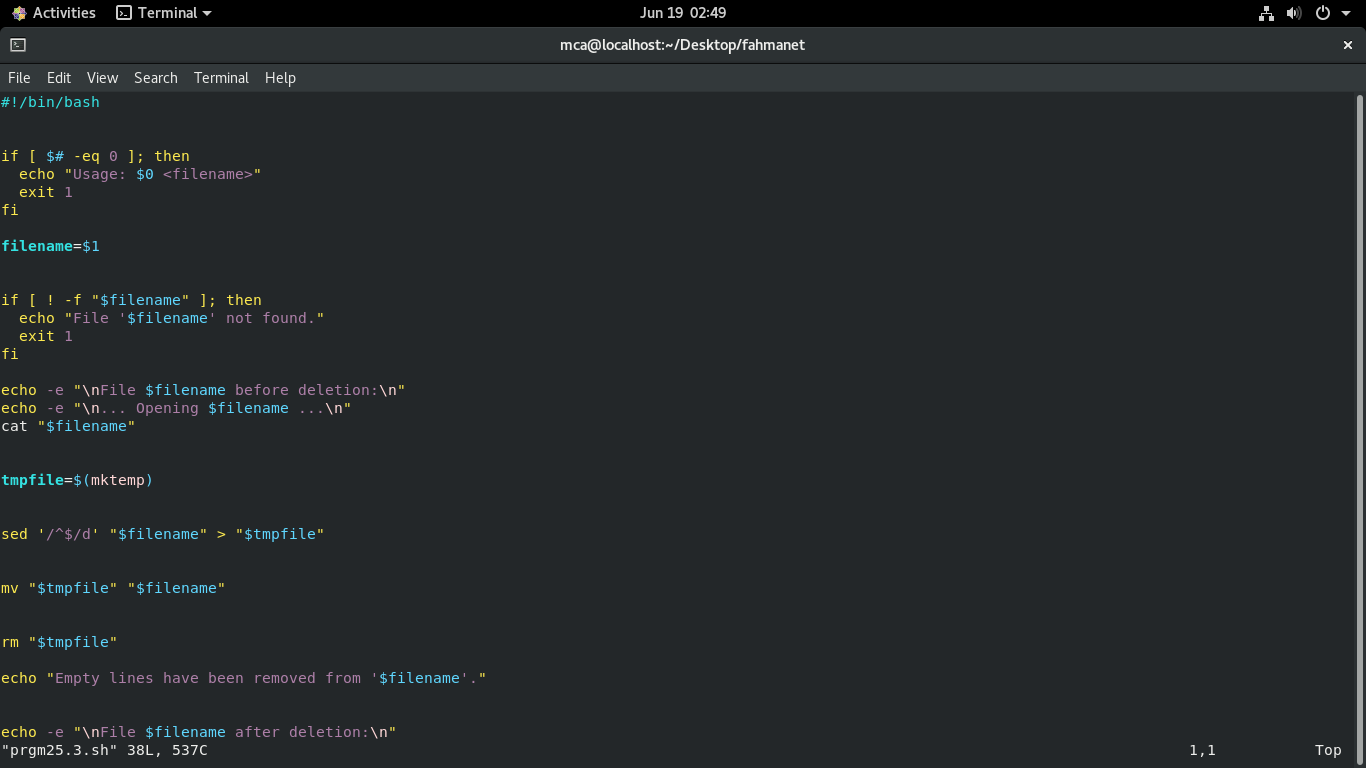 Activities Terminal Jun 19 02:49
mca@localhost:~/Desktop/fahmanet ×
File Edit View Search Terminal Help
#!/bin/bash
if [ $# -eq 0 ]; then
  echo "Usage: $0 <filename>"
  exit 1
fi
filename=$1
if [ ! -f "$filename" ]; then
  echo "File '$filename' not found."
  exit 1
fi
echo -e "\nFile $filename before deletion:\n"
echo -e "\n... Opening $filename ...\n"
cat "$filename"
tmpfile=$(mktemp)
sed '/^$/d' "$filename" > "$tmpfile"
mv "$tmpfile" "$filename"
rm "$tmpfile"
echo "Empty lines have been removed from '$filename'."
echo -e "\nFile $filename after deletion:\n"
"prgm25.3.sh" 38L, 537C 1,1 Top